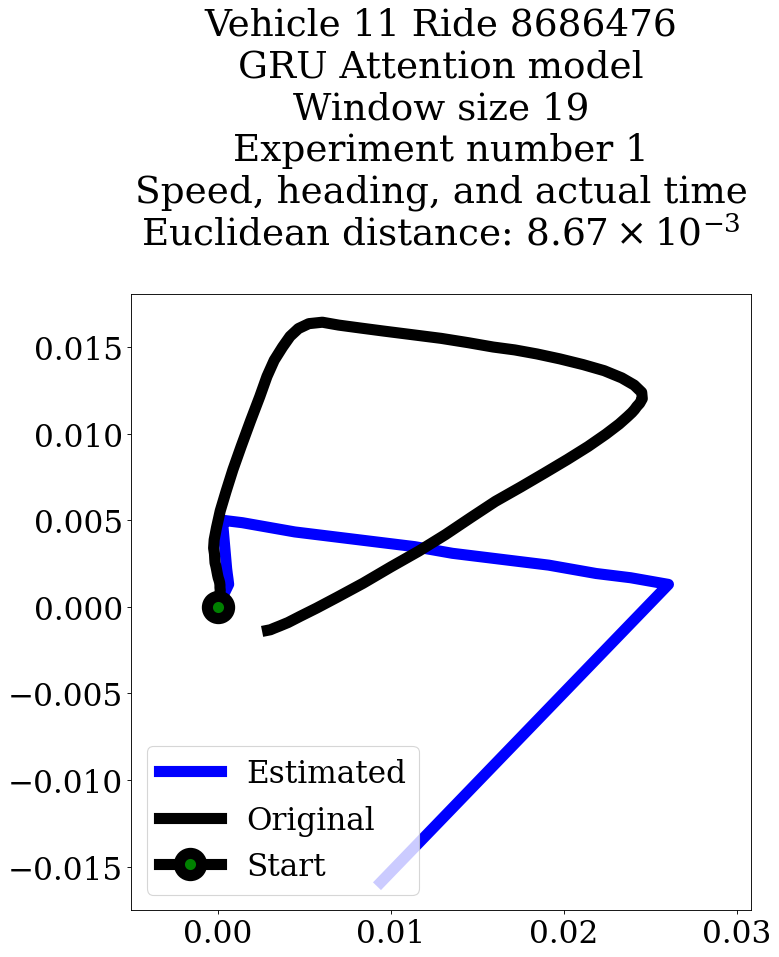 Vehicle 11 Ride 8686476
GRU Attention model
Window size 19
Experiment number 1
Speed, heading, and actual time
Euclidean distance: 8.67 × 10⁻³
0.015
0.010
0.005
0.000
−0.005
−0.010
−0.015
Estimated
Original
Start
0.00 0.01 0.02 0.03